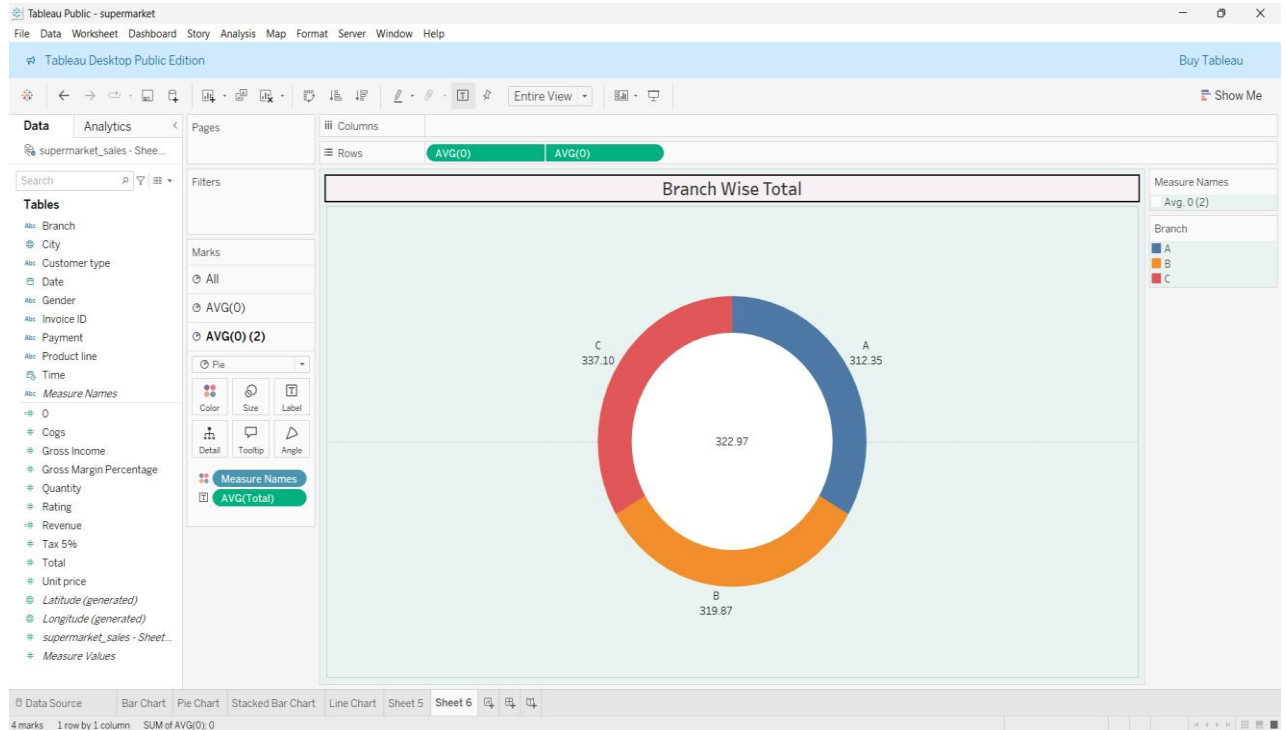 Tableau Public - supermarket
File Data Worksheet Dashboard Story Analysis Map Format Server Window Help
Tableau Desktop Public Edition
Buy Tableau
Entire View
Show Me
Data Analytics
supermarket_sales - Shee...
Search
Tables
Abc Branch
City
Abc Customer type
Date
Abc Gender
Abc Invoice ID
Abc Payment
Abc Product line
Time
Abc Measure Names
=# 0
# Cogs
# Gross Income
# Gross Margin Percentage
# Quantity
# Rating
=# Revenue
# Tax 5%
# Total
# Unit price
Latitude (generated)
Longitude (generated)
# supermarket_sales - Sheet...
# Measure Values
Pages
Filters
Marks
All
AVG(0)
AVG(0) (2)
Pie
Color Size Label
Detail Tooltip Angle
Measure Names
AVG(Total)
Columns
Rows AVG(0) AVG(0)
Branch Wise Total
C
337.10
A
312.35
322.97
B
319.87
Measure Names
Avg. 0 (2)
Branch
A
B
C
Data Source Bar Chart Pie Chart Stacked Bar Chart Line Chart Sheet 5 Sheet 6
4 marks 1 row by 1 column SUM of AVG(0): 0